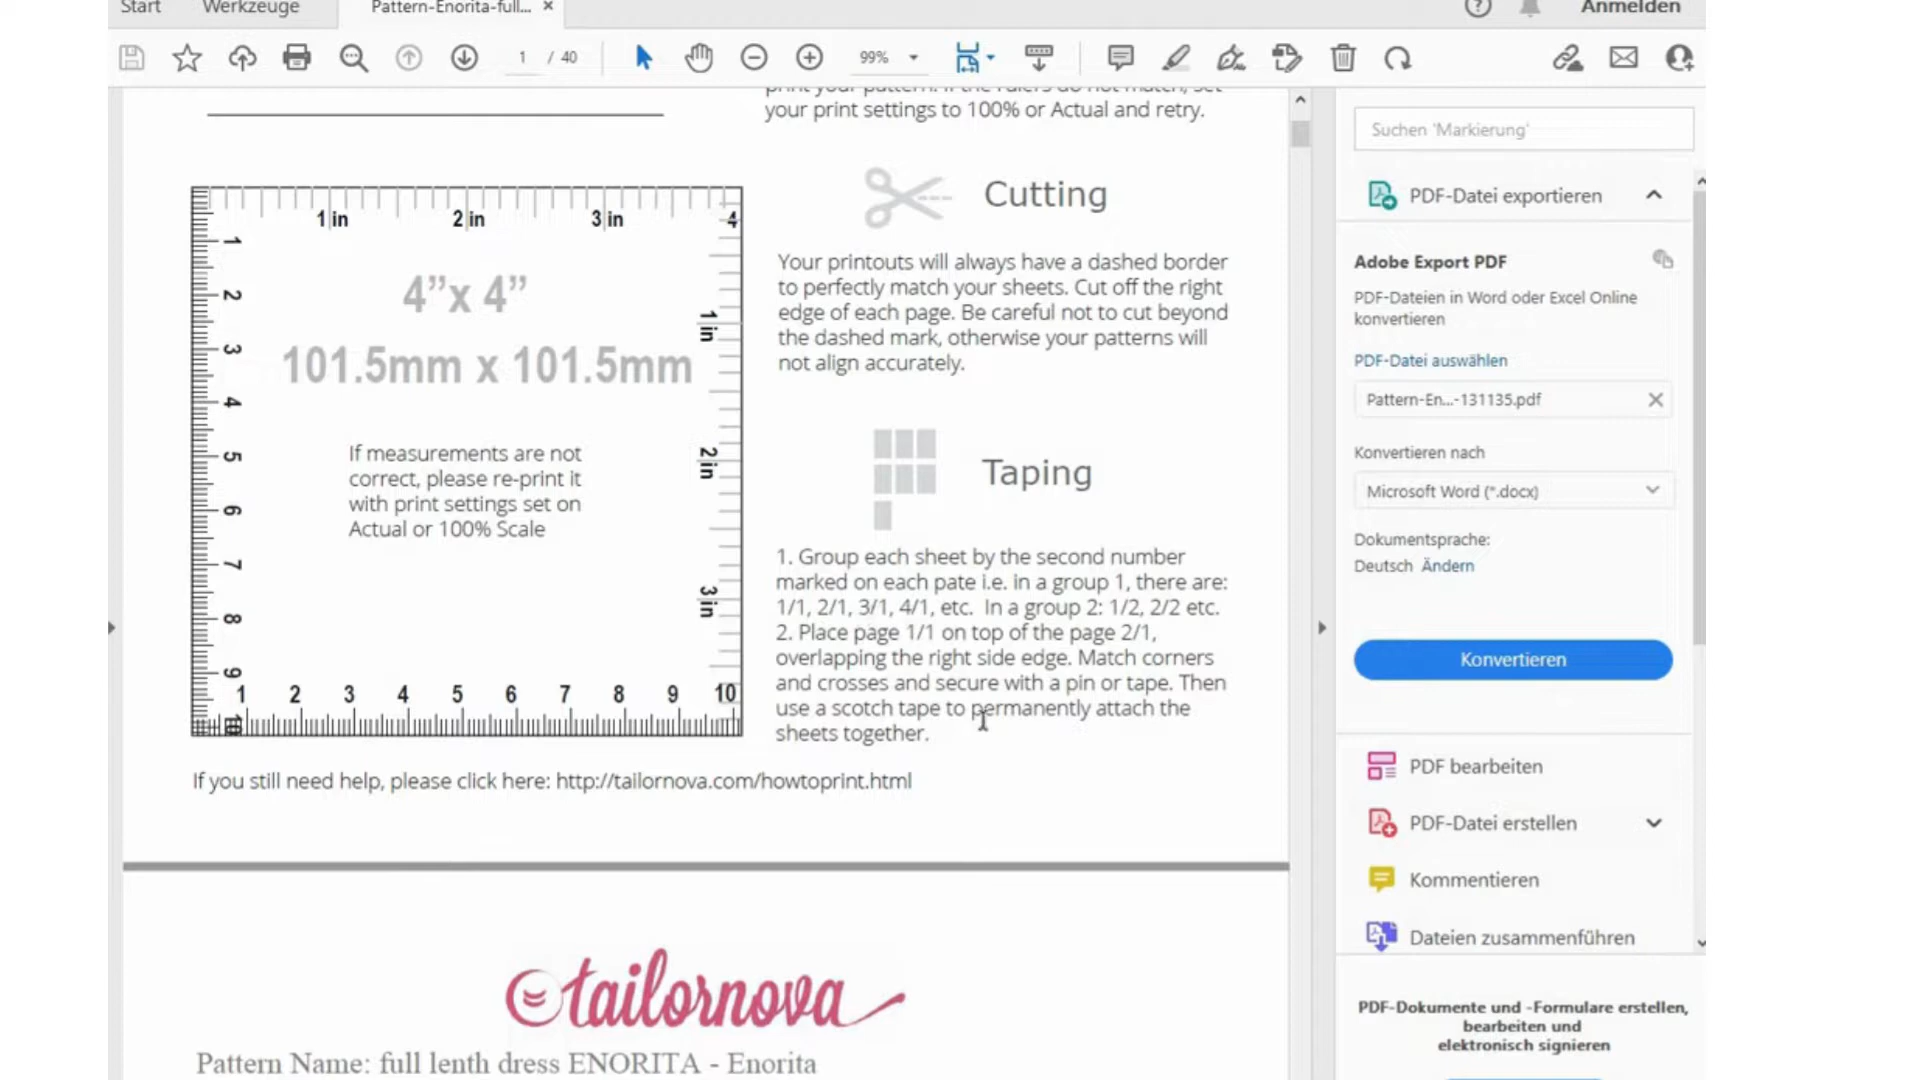 Start
Werkzeuge
Pattern-Enorita-full... ×
Anmelden
1 / 40
99%
print your pattern. If the rulers do not match, set
your print settings to 100% or Actual and retry.
1 in 2 in 3 in 4
1 2 3 4 5 6 7 8 9 10
1 in 2 in 3 in
4”x 4”
101.5mm x 101.5mm
If measurements are not
correct, please re-print it
with print settings set on
Actual or 100% Scale
1 2 3 4 5 6 7 8 9 10
Cutting
Your printouts will always have a dashed border
to perfectly match your sheets. Cut off the right
edge of each page. Be careful not to cut beyond
the dashed mark, otherwise your patterns will
not align accurately.
Taping
1. Group each sheet by the second number
marked on each pate i.e. in a group 1, there are:
1/1, 2/1, 3/1, 4/1, etc. In a group 2: 1/2, 2/2 etc.
2. Place page 1/1 on top of the page 2/1,
overlapping the right side edge. Match corners
and crosses and secure with a pin or tape. Then
use a scotch tape to permanently attach the
sheets together.
If you still need help, please click here: http://tailornova.com/howtoprint.html
tailornova
Pattern Name: full lenth dress ENORITA - Enorita
Suchen 'Markierung'
PDF-Datei exportieren
Adobe Export PDF
PDF-Dateien in Word oder Excel Online
konvertieren
PDF-Datei auswählen
Pattern-En...-131135.pdf
Konvertieren nach
Microsoft Word (*.docx)
Dokumentsprache:
Deutsch Ändern
Konvertieren
PDF bearbeiten
PDF-Datei erstellen
Kommentieren
Dateien zusammenführen
PDF-Dokumente und -Formulare erstellen,
bearbeiten und
elektronisch signieren